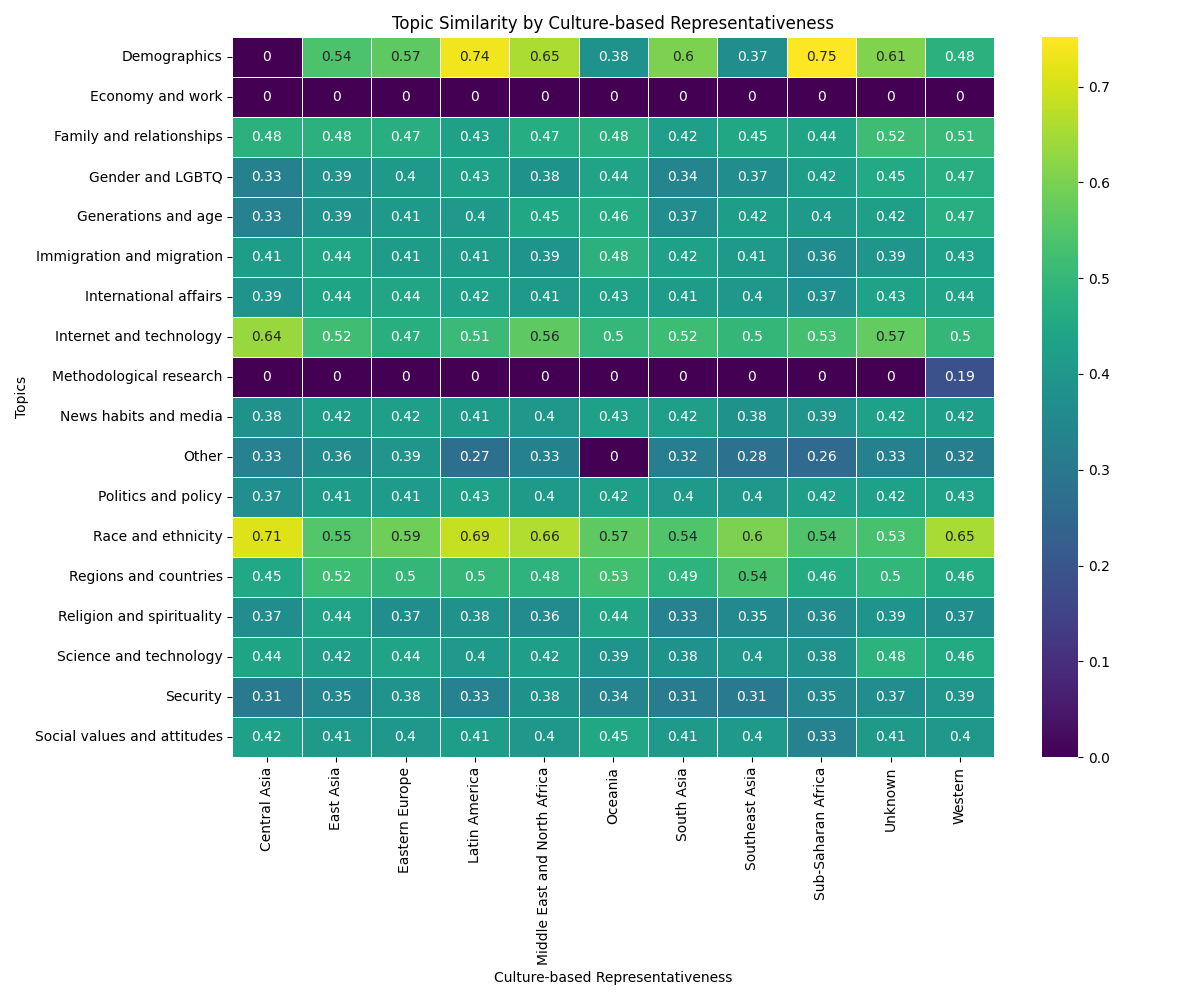 Topic Similarity by Culture-based Representativeness
Demographics 0 0.54 0.57 0.74 0.65 0.38 0.6 0.37 0.75 0.61 0.48
Economy and work 0 0 0 0 0 0 0 0 0 0 0
Family and relationships 0.48 0.48 0.47 0.43 0.47 0.48 0.42 0.45 0.44 0.52 0.51
Gender and LGBTQ 0.33 0.39 0.4 0.43 0.38 0.44 0.34 0.37 0.42 0.45 0.47
Generations and age 0.33 0.39 0.41 0.4 0.45 0.46 0.37 0.42 0.4 0.42 0.47
Immigration and migration 0.41 0.44 0.41 0.41 0.39 0.48 0.42 0.41 0.36 0.39 0.43
International affairs 0.39 0.44 0.44 0.42 0.41 0.43 0.41 0.4 0.37 0.43 0.44
Internet and technology 0.64 0.52 0.47 0.51 0.56 0.5 0.52 0.5 0.53 0.57 0.5
Methodological research 0 0 0 0 0 0 0 0 0 0 0.19
News habits and media 0.38 0.42 0.42 0.41 0.4 0.43 0.42 0.38 0.39 0.42 0.42
Other 0.33 0.36 0.39 0.27 0.33 0 0.32 0.28 0.26 0.33 0.32
Politics and policy 0.37 0.41 0.41 0.43 0.4 0.42 0.4 0.4 0.42 0.42 0.43
Race and ethnicity 0.71 0.55 0.59 0.69 0.66 0.57 0.54 0.6 0.54 0.53 0.65
Regions and countries 0.45 0.52 0.5 0.5 0.48 0.53 0.49 0.54 0.46 0.5 0.46
Religion and spirituality 0.37 0.44 0.37 0.38 0.36 0.44 0.33 0.35 0.36 0.39 0.37
Science and technology 0.44 0.42 0.44 0.4 0.42 0.39 0.38 0.4 0.38 0.48 0.46
Security 0.31 0.35 0.38 0.33 0.38 0.34 0.31 0.31 0.35 0.37 0.39
Social values and attitudes 0.42 0.41 0.4 0.41 0.4 0.45 0.41 0.4 0.33 0.41 0.4
Topics
Central Asia
East Asia
Eastern Europe
Latin America
Middle East and North Africa
Oceania
South Asia
Southeast Asia
Sub-Saharan Africa
Unknown
Western
Culture-based Representativeness
0.7
0.6
0.5
0.4
0.3
0.2
0.1
0.0